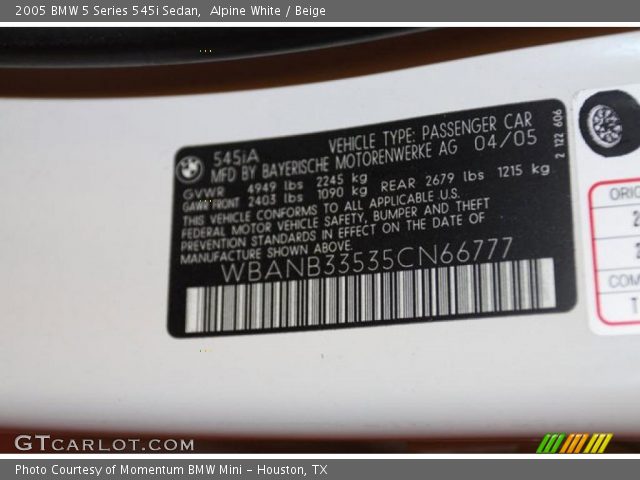 2005 BMW 5 Series 545i Sedan,  Alpine White / Beige
545iA
VEHICLE TYPE: PASSENGER CAR
MFD BY BAYERISCHE MOTORENWERKE AG 04/05
GVWR 4949 lbs 2245 kg
GAWR FRONT 2403 lbs 1090 kg REAR 2679 lbs 1215 kg
THIS VEHICLE CONFORMS TO ALL APPLICABLE U.S.
FEDERAL MOTOR VEHICLE SAFETY, BUMPER AND THEFT
PREVENTION STANDARDS IN EFFECT ON THE DATE OF
MANUFACTURE SHOWN ABOVE.
WBANB33535CN66777
2 122 606
ORIG
2
2
COM
T
GTCARLOT.COM
Photo Courtesy of Momentum BMW Mini - Houston, TX